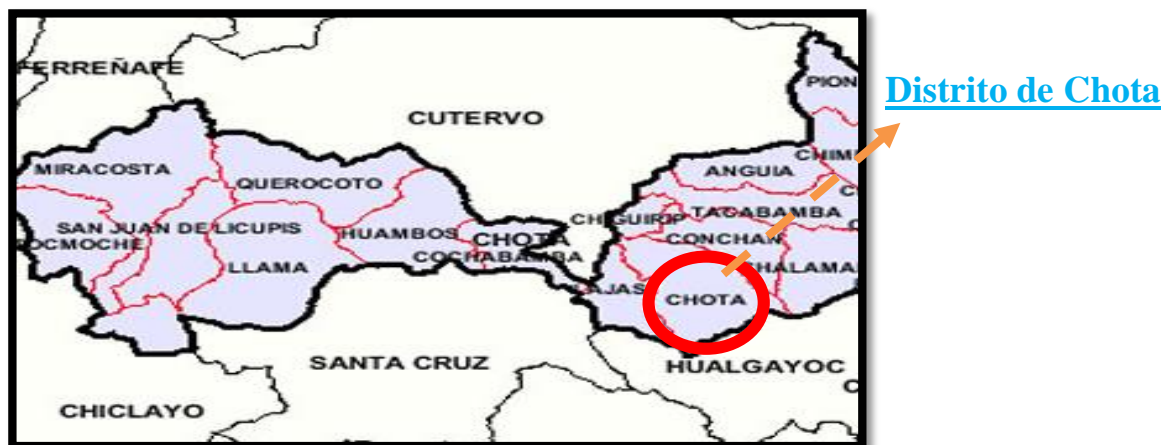 FERREÑAFE
PION
Distrito de Chota
CUTERVO
MIRACOSTA
QUEROCOTO
ANGUIA
CHIM
SAN JUAN DE LICUPIS
CHIGUIRIP
TACABAMBA
OCMOCHE
HUAMBOS
CHOTA
CONCHAN
COCHABAMBA
LLAMA
CHALAMA
LAJAS
CHOTA
SANTA CRUZ
HUALGAYOC
CHICLAYO